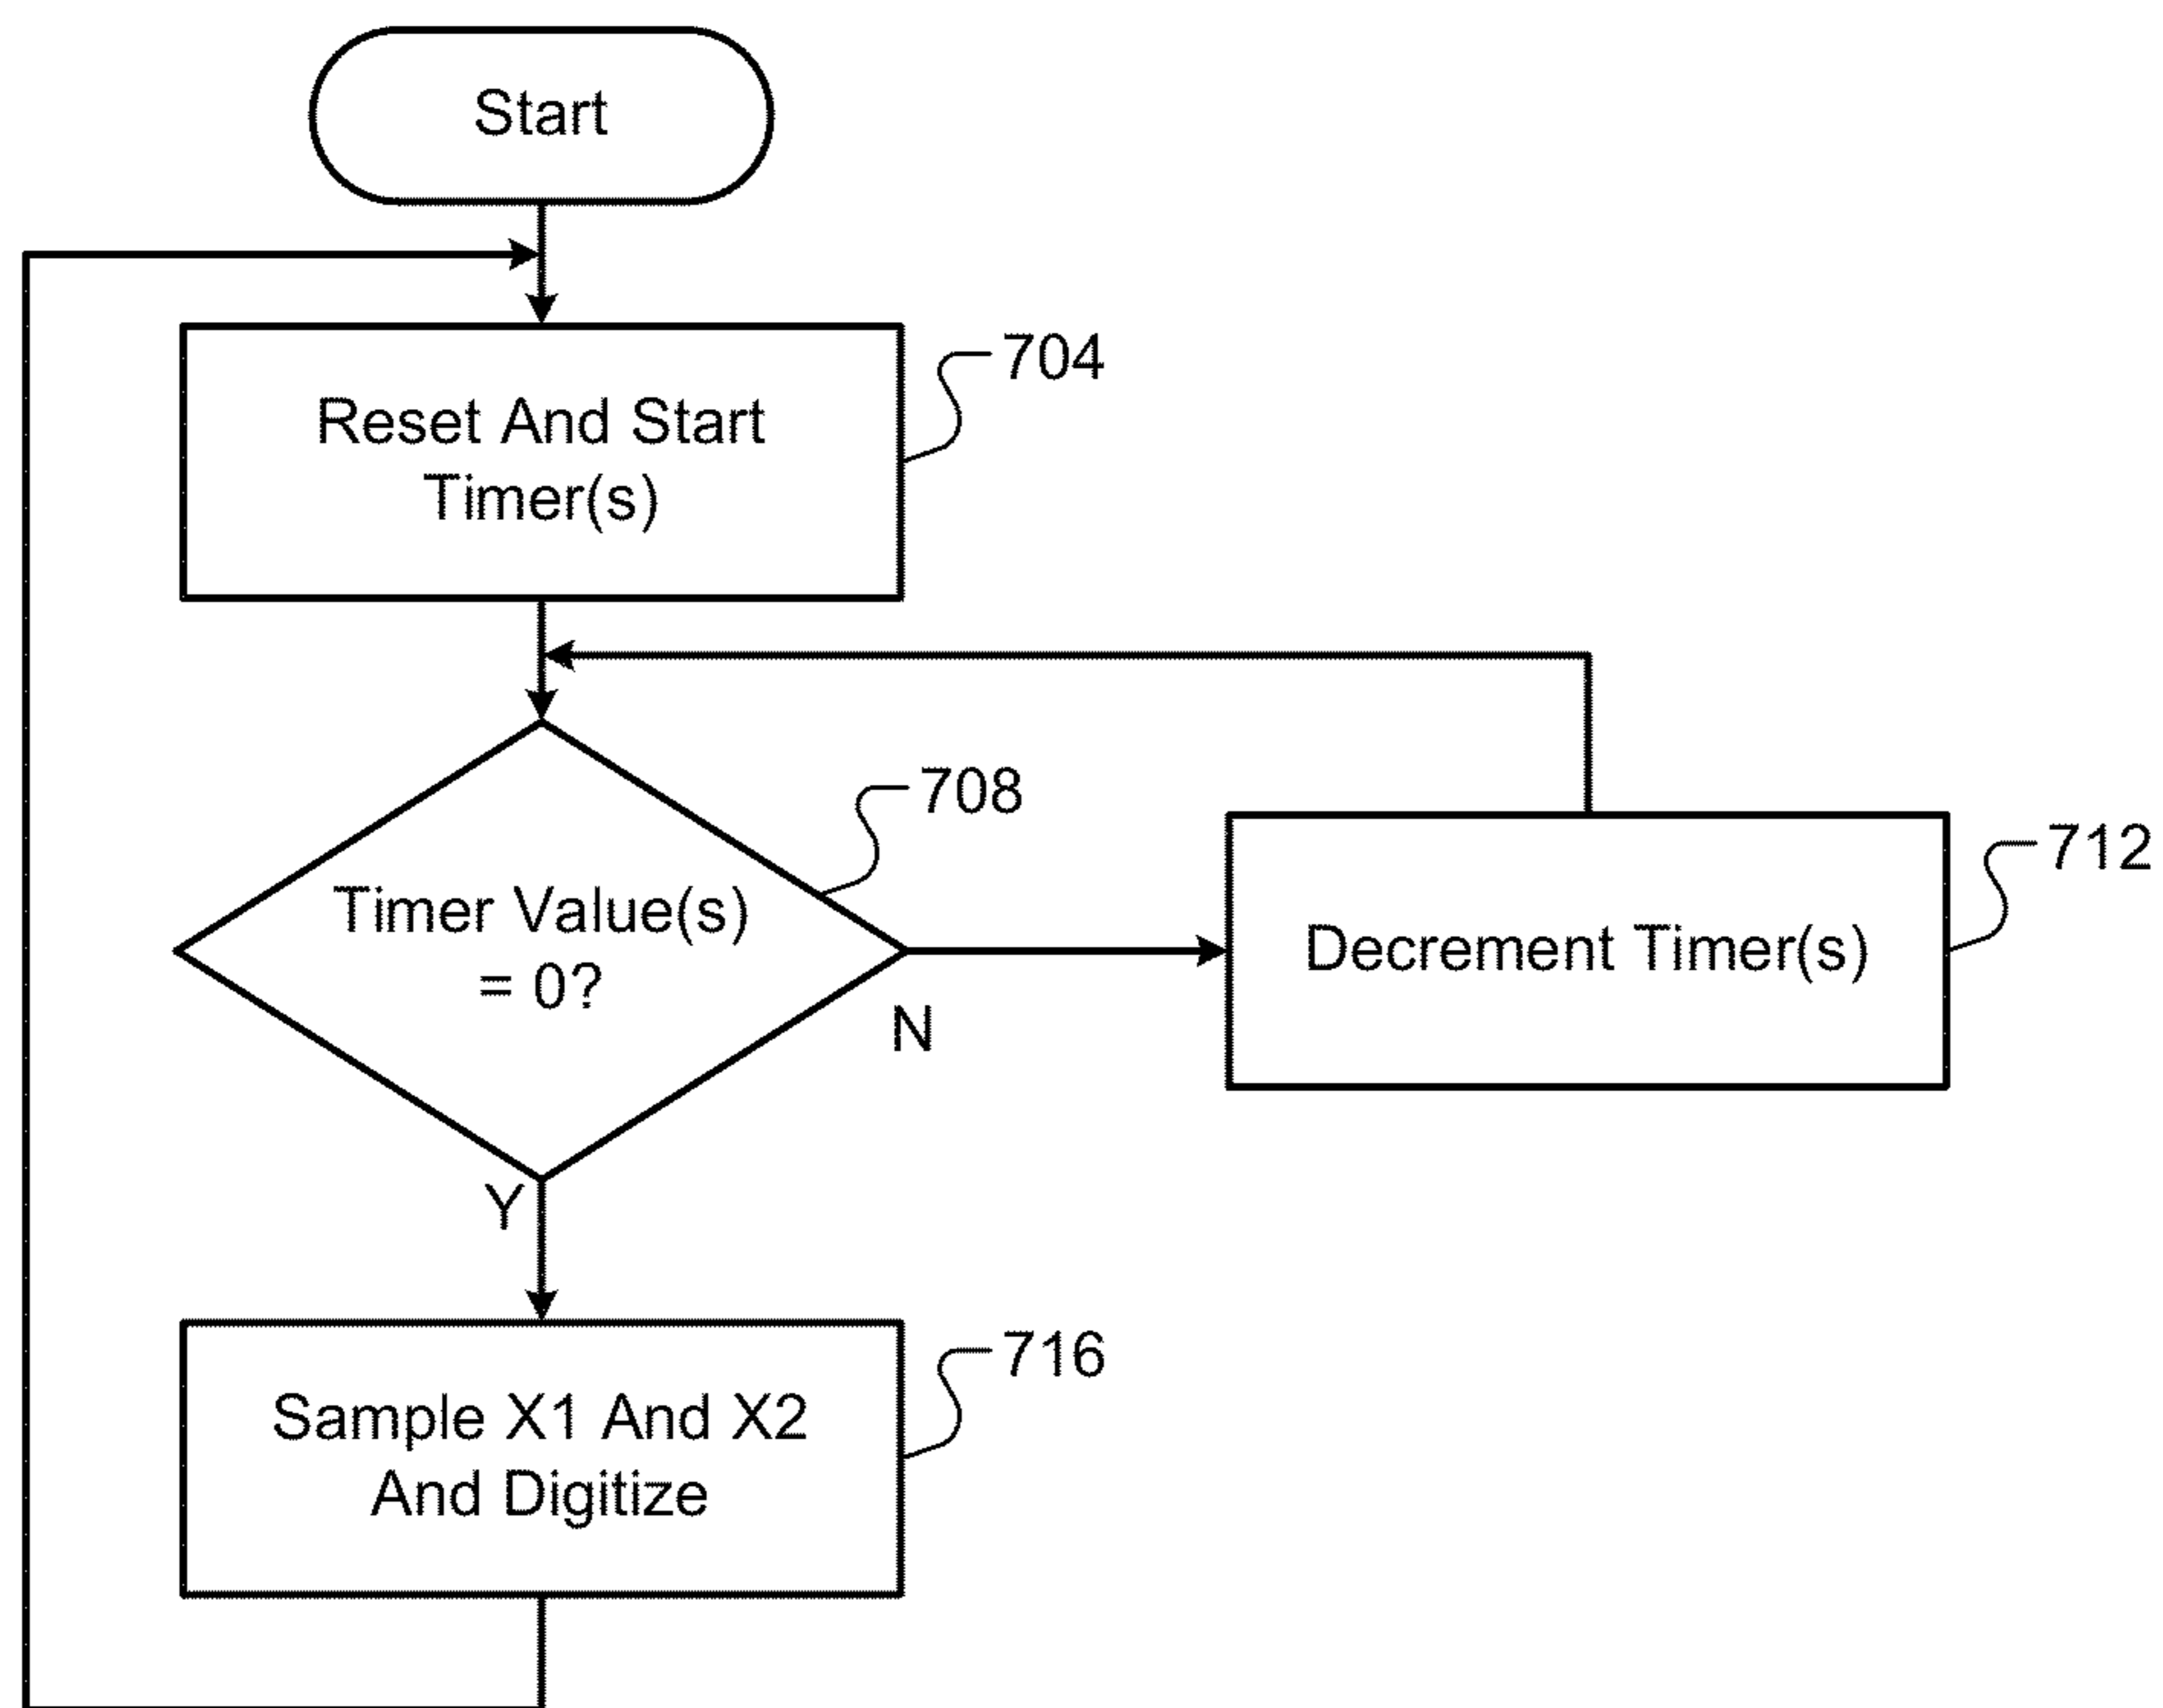 Start
704
Reset And Start
Timer(s)
708
Timer Value(s)
= 0?
N
712
Decrement Timer(s)
Y
716
Sample X1 And X2
And Digitize